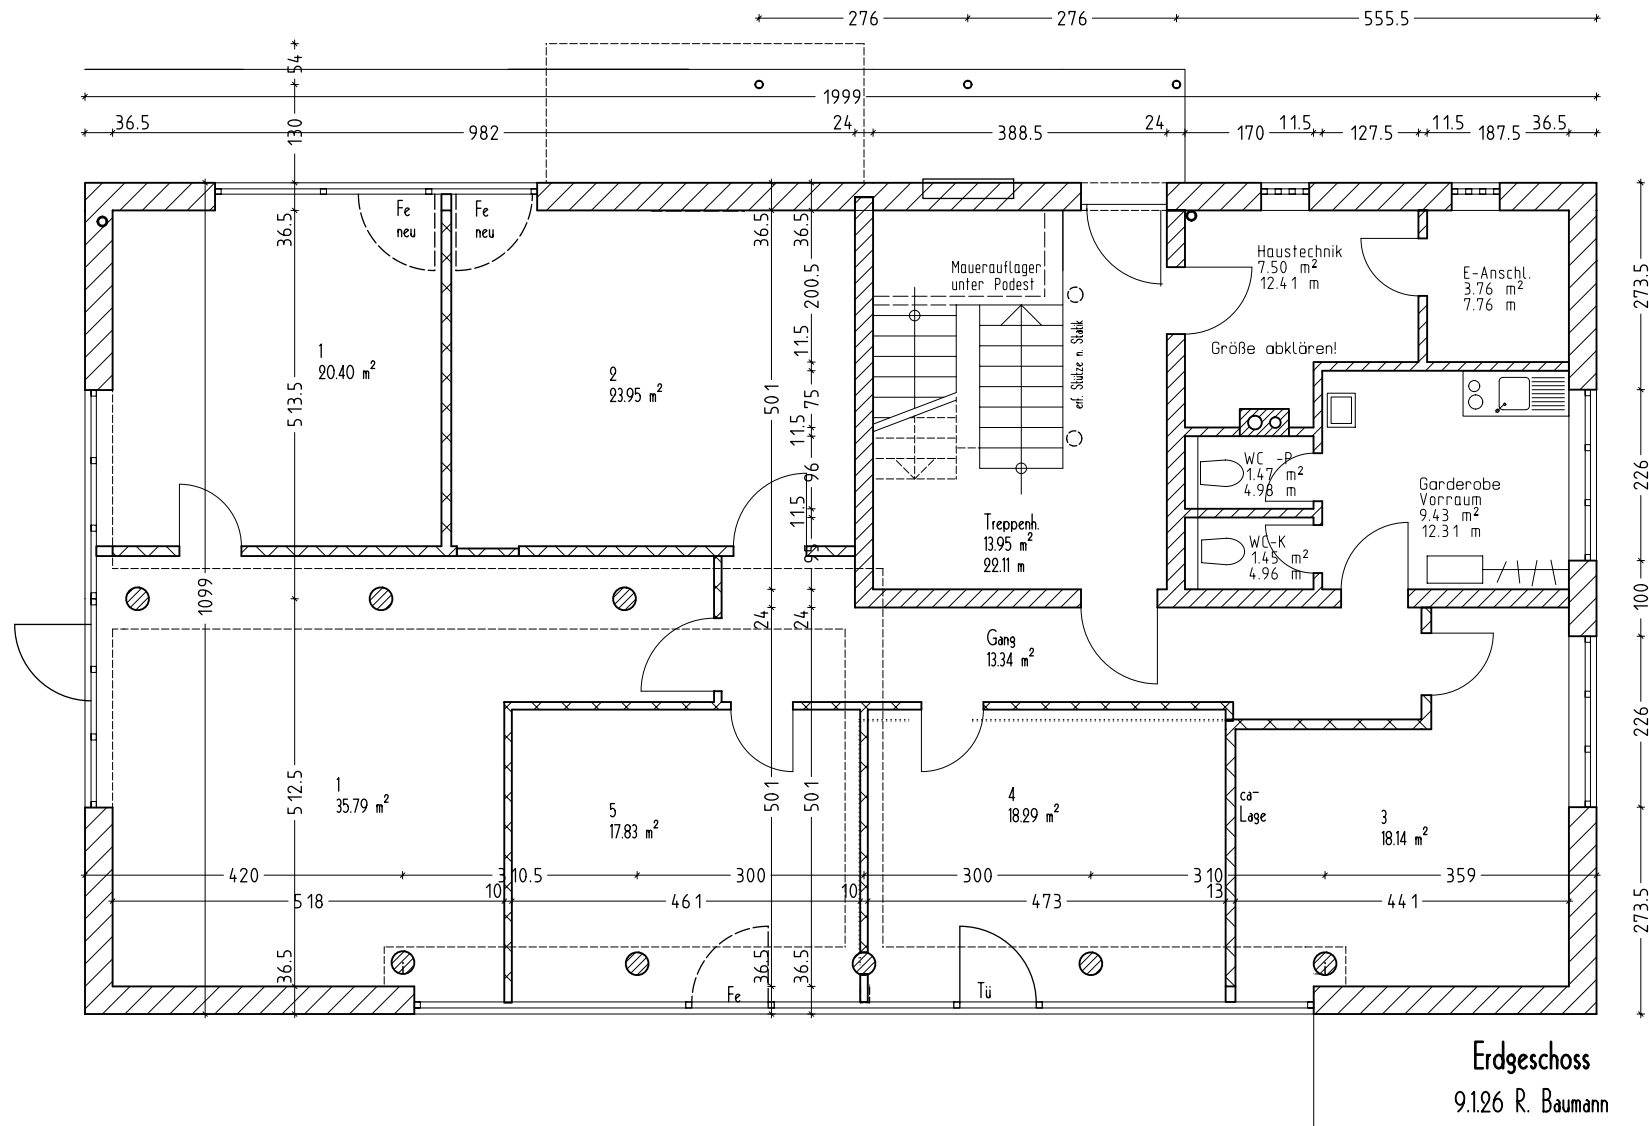 276 276 555.5
54
1999
36.5 982 24 388.5 24 170 11.5 127.5 11.5 187.5 36.5
130
Fe
neu
Fe
neu
36.5
36.5
36.5
Mauerauflager
unter Podest
Haustechnik
7.50 m²
12.41 m
E-Anschl.
3.76 m²
7.76 m
273.5
200.5
erf. Stütze n. Statik
Größe abklären!
1
20.40 m²
2
23.95 m²
513.5
501
11.5
75
11.5
96
11.5
95
WC -P
1.47 m²
4.98 m
Garderobe
Vorraum
9.43 m²
12.31 m
226
Treppenh.
13.95 m²
22.11 m
WC-K
1.45 m²
4.96 m
1099
100
24
24
Gang
13.34 m²
226
512.5
501
501
1
35.79 m²
5
17.83 m²
4
18.29 m²
ca-
Lage
3
18.14 m²
420 310.5 300 300 310 359
10 10 13
518 461 473 441
273.5
36.5
36.5
36.5
Fe
Tü
Erdgeschoss
9.1.26 R. Baumann